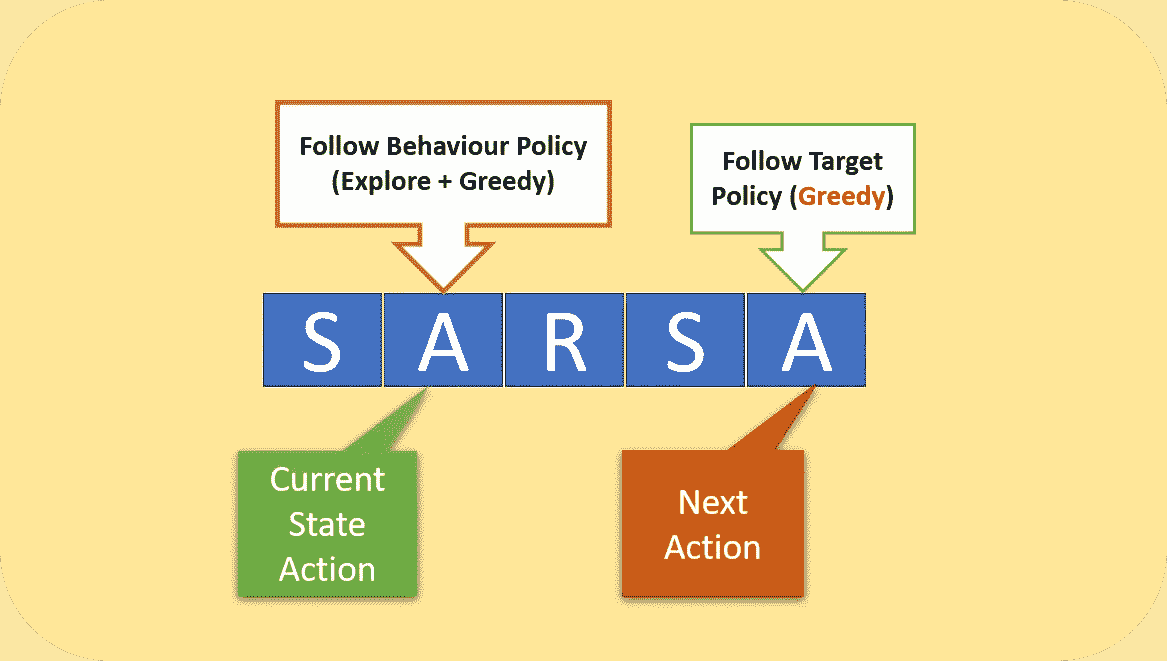 Follow Behaviour Policy
(Explore + Greedy)
Follow Target
Policy (Greedy)
S A R S A
Current
State
Action
Next
Action